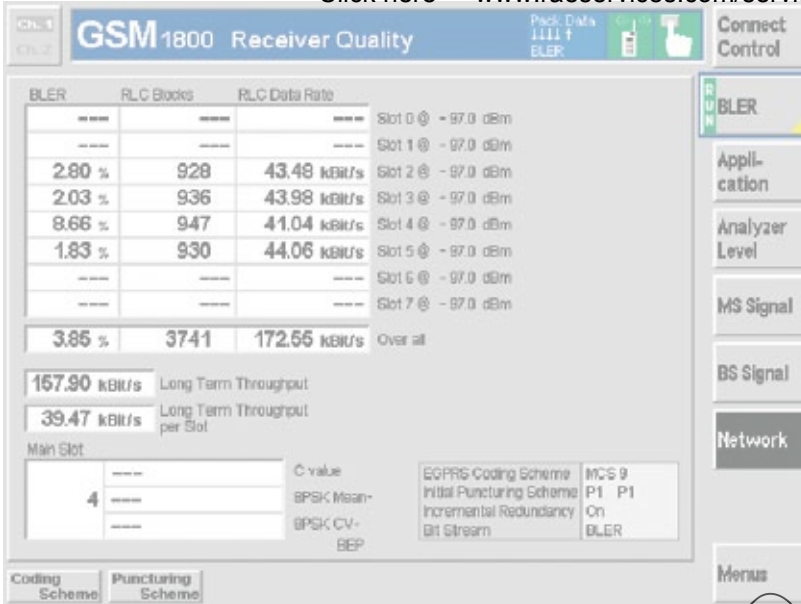 Click here
Ch.1
Ch.2
GSM 1800 Receiver Quality
Pack. Data
BLER
Connect
Control
BLER RLC Blocks RLC Data Rate
--- --- --- Slot 0 @ - 97.0 dBm
--- --- --- Slot 1 @ - 97.0 dBm
2.80 % 928 43.48 kBit/s Slot 2 @ - 97.0 dBm
2.03 % 936 43.98 kBit/s Slot 3 @ - 97.0 dBm
8.66 % 947 41.04 kBit/s Slot 4 @ - 97.0 dBm
1.83 % 930 44.06 kBit/s Slot 5 @ - 97.0 dBm
--- --- --- Slot 6 @ - 97.0 dBm
--- --- --- Slot 7 @ - 97.0 dBm
3.85 % 3741 172.55 kBit/s Over all
157.90 kBit/s Long Term Throughput
39.47 kBit/s Long Term Throughput
per Slot
Main Slot
4
--- C value
--- 8PSK Mean-
--- 8PSK CV-
BEP
EGPRS Coding Scheme MCS 9
Initial Puncturing Scheme P1 P1
Incremental Redundancy On
Bit Stream BLER
RUN
BLER
Appli-
cation
Analyzer
Level
MS Signal
BS Signal
Network
Menus
Coding
Scheme
Puncturing
Scheme